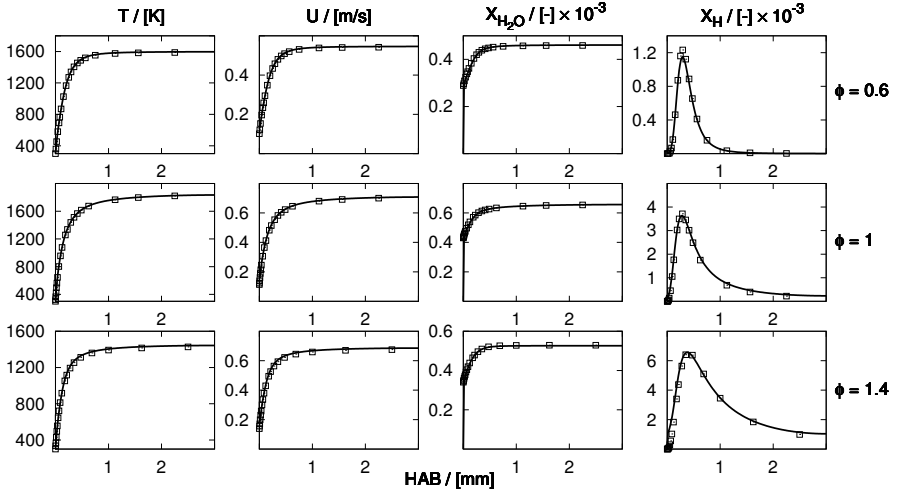 T / [K] U / [m/s] X_{H_2O} / [-] × 10^{-3} X_H / [-] × 10^{-3}
1600 1200 800 400 1 2 0.4 0.2 1 2 0.4 0.2 1 2 1.2 0.8 0.4 1 2 ϕ = 0.6
1600 1200 800 400 1 2 0.6 0.4 0.2 1 2 0.6 0.4 0.2 1 2 4 3 2 1 1 2 ϕ = 1
1600 1200 800 400 1 2 0.6 0.4 0.2 1 2 0.6 0.4 0.2 1 2 6 4 2 1 2 ϕ = 1.4
HAB / [mm]